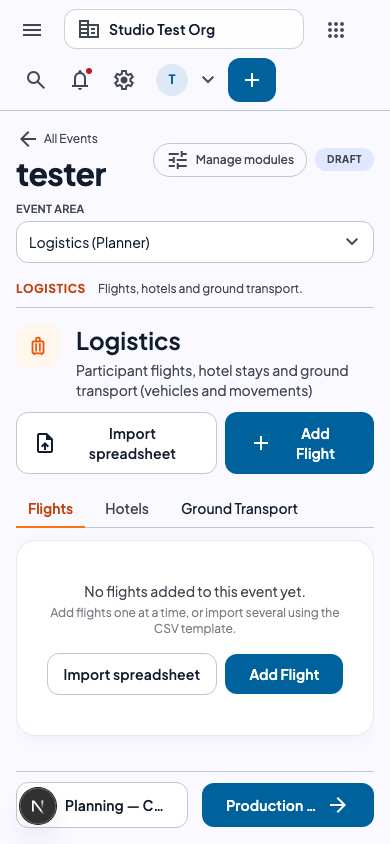 Studio Test Org
T
All Events
tester
Manage modules
DRAFT
EVENT AREA
Logistics (Planner)
LOGISTICS Flights, hotels and ground transport.
Logistics
Participant flights, hotel stays and ground
transport (vehicles and movements)
Import
spreadsheet
Add
Flight
Flights Hotels Ground Transport
No flights added to this event yet.
Add flights one at a time, or import several using the
CSV template.
Import spreadsheet Add Flight
N Planning — C... Production ...